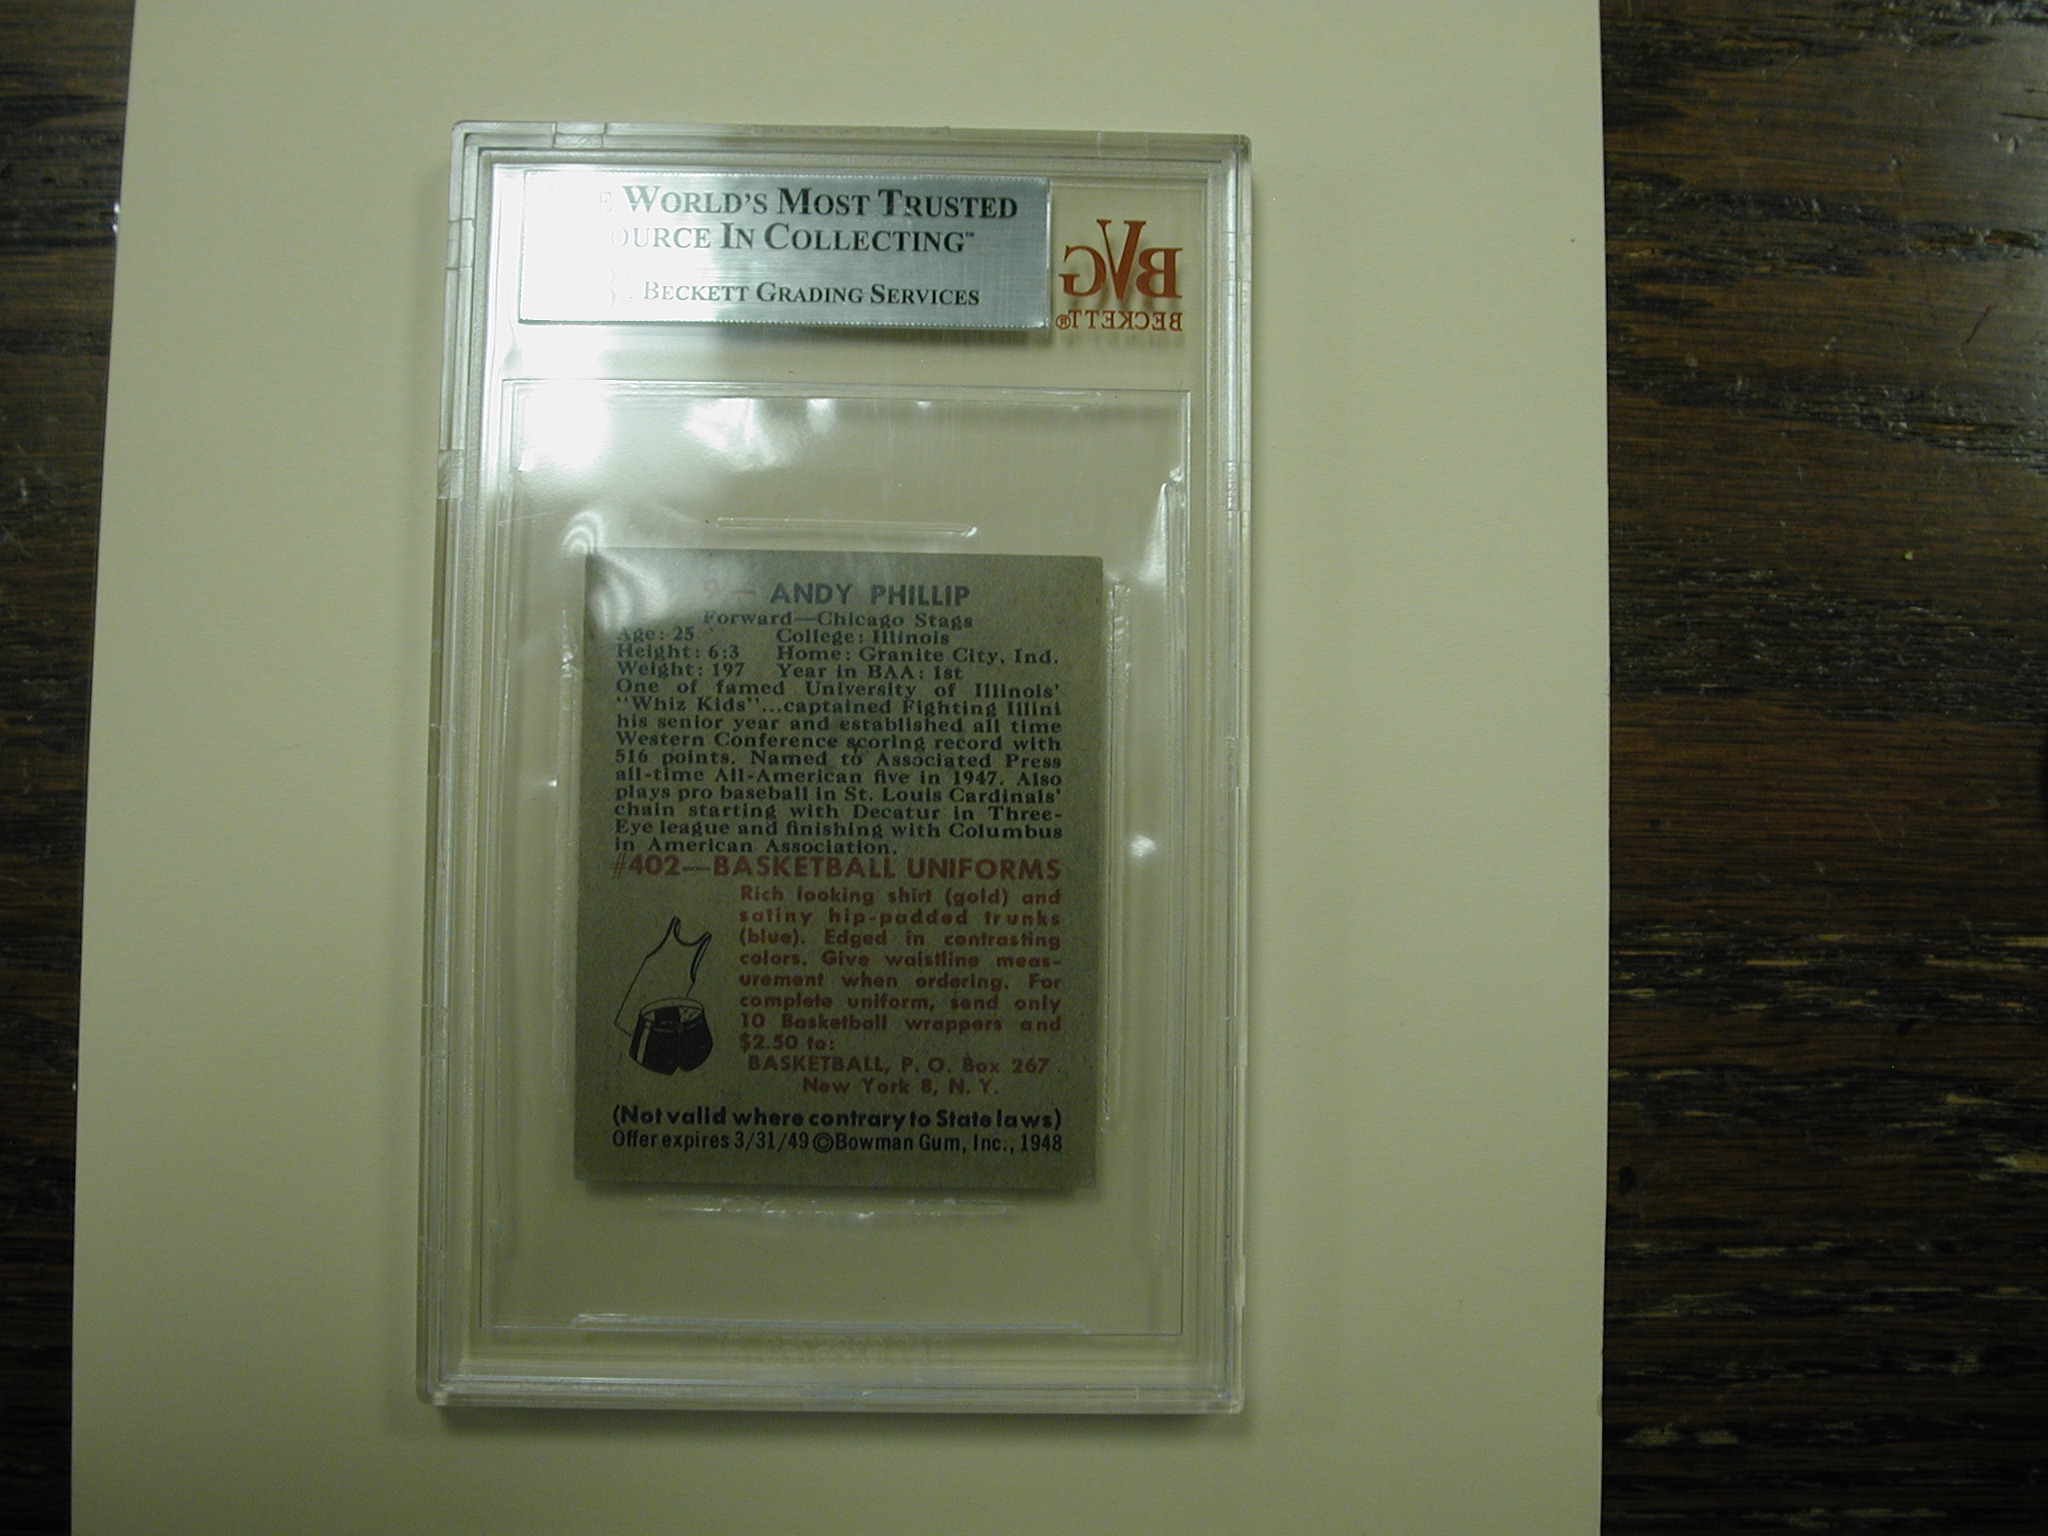 WORLD'S MOST TRUSTED
SOURCE IN COLLECTING™
BECKETT GRADING SERVICES
BVG
BECKETT®
9 — ANDY PHILLIP
Forward—Chicago Stags
Age: 25 College: Illinois
Height: 6:3 Home: Granite City, Ind.
Weight: 197 Year in BAA: 1st
One of famed University of Illinois'
"Whiz Kids"...captained Fighting Illini
his senior year and established all time
Western Conference scoring record with
516 points. Named to Associated Press
all-time All-American five in 1947. Also
plays pro baseball in St. Louis Cardinals'
chain starting with Decatur in Three-
Eye league and finishing with Columbus
in American Association.
#402—BASKETBALL UNIFORMS
Rich looking shirt (gold) and
satiny hip-padded trunks
(blue). Edged in contrasting
colors. Give waistline meas-
urement when ordering. For
complete uniform, send only
10 Basketball wrappers and
$2.50 to:
BASKETBALL, P. O. Box 267
New York 8, N. Y.
(Not valid where contrary to State laws)
Offer expires 3/31/49 ©Bowman Gum, Inc., 1948